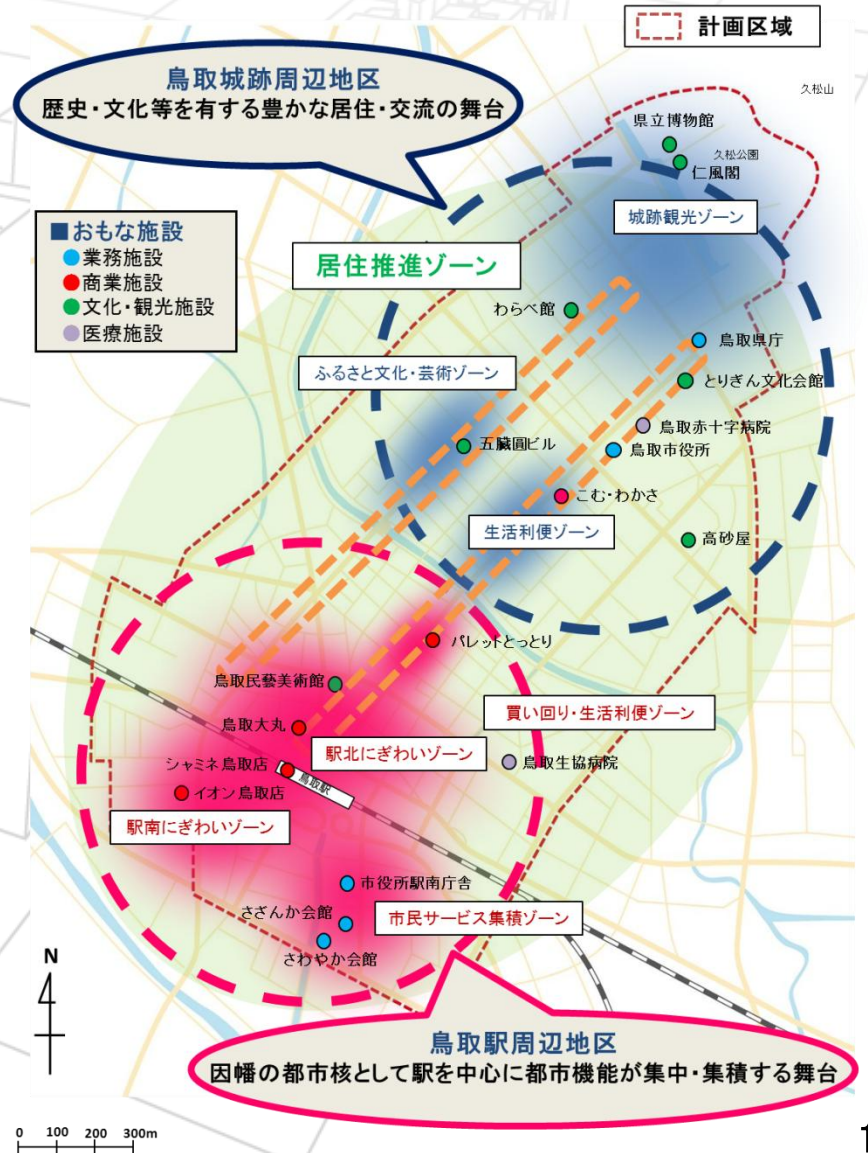 計画区域
鳥取城跡周辺地区
歴史・文化等を有する豊かな居住・交流の舞台
久松山
県立博物館
久松公園
仁風閣
城跡観光ゾーン
■おもな施設
業務施設
商業施設
文化・観光施設
医療施設
居住推進ゾーン
わらべ館
鳥取県庁
ふるさと文化・芸術ゾーン
とりぎん文化会館
鳥取赤十字病院
五臓圓ビル
鳥取市役所
こむ・わかさ
生活利便ゾーン
高砂屋
パレットとっとり
鳥取民藝美術館
買い回り・生活利便ゾーン
鳥取大丸
駅北にぎわいゾーン
シャミネ鳥取店
鳥取駅
鳥取生協病院
イオン鳥取店
駅南にぎわいゾーン
市役所駅南庁舎
さざんか会館
市民サービス集積ゾーン
さわやか会館
N
鳥取駅周辺地区
因幡の都市核として駅を中心に都市機能が集中・集積する舞台
0 100 200 300m
1